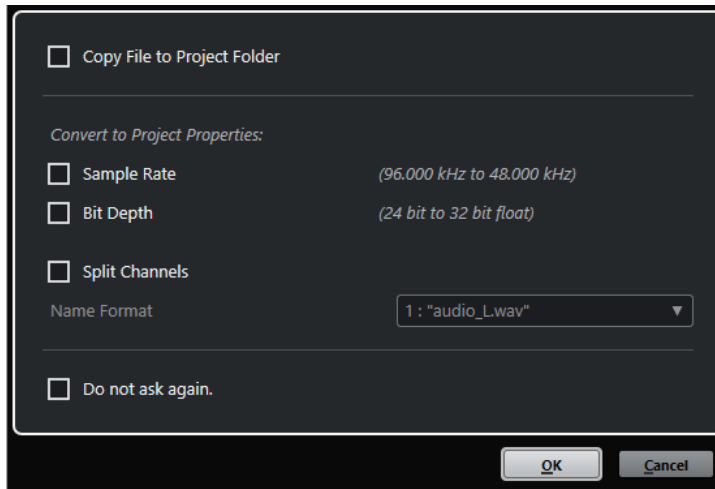 Copy File to Project Folder
Convert to Project Properties:
Sample Rate (96.000 kHz to 48.000 kHz)
Bit Depth (24 bit to 32 bit float)
Split Channels
Name Format 1 : "audio_L.wav"
Do not ask again.
OK Cancel